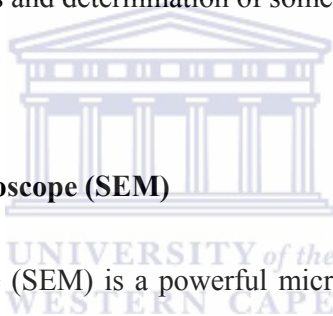 s and determination of some
oscope (SEM)
UNIVERSITY of the
e (SEM) is a powerful micr
WESTERN CAPE